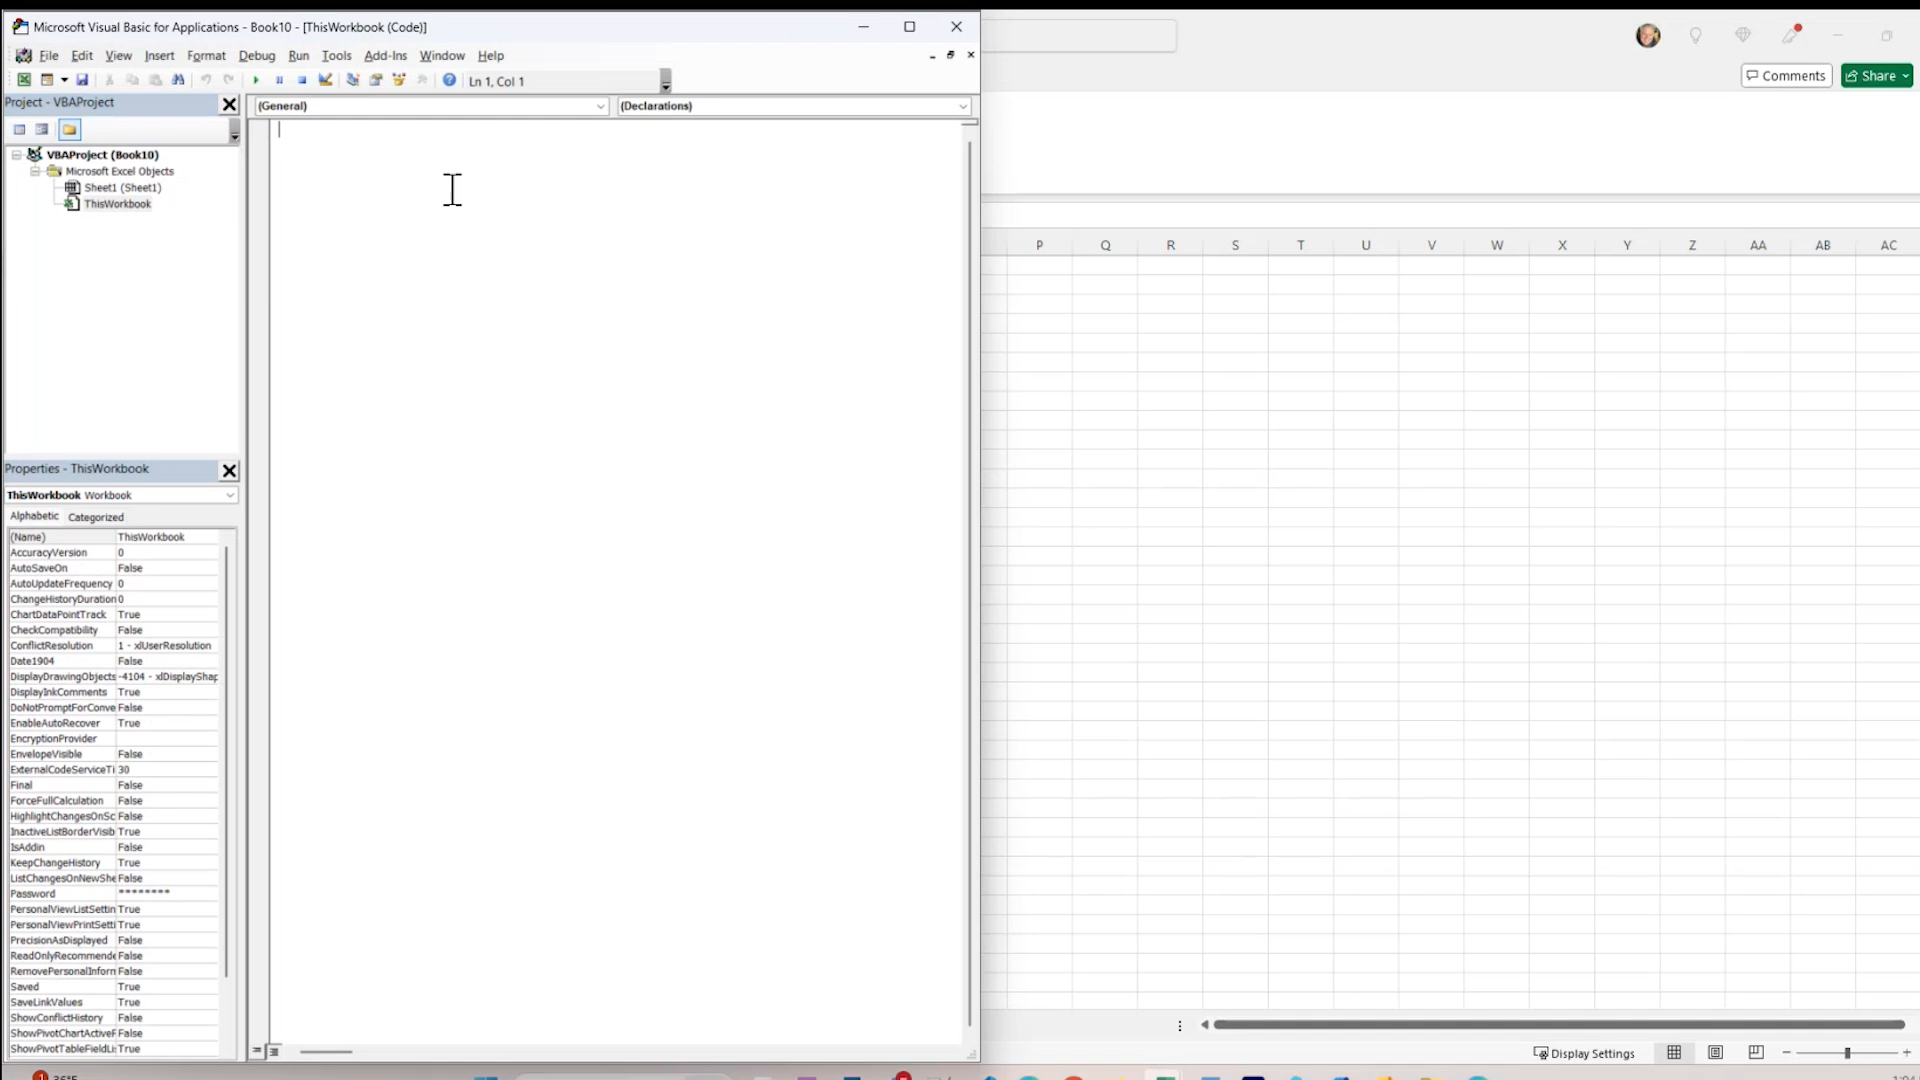 Microsoft Visual Basic for Applications - Book10 - [ThisWorkbook (Code)]
File Edit View Insert Format Debug Run Tools Add-Ins Window Help
Ln 1, Col 1
Comments Share
Project - VBAProject
(General) (Declarations)
VBAProject (Book10)
Microsoft Excel Objects
Sheet1 (Sheet1)
ThisWorkbook
P Q R S T U V W X Y Z AA AB AC
Properties - ThisWorkbook
ThisWorkbook Workbook
Alphabetic Categorized
(Name) ThisWorkbook
AccuracyVersion 0
AutoSaveOn False
AutoUpdateFrequency 0
ChangeHistoryDuration 0
ChartDataPointTrack True
CheckCompatibility False
ConflictResolution 1 - xlUserResolution
Date1904 False
DisplayDrawingObjects -4104 - xlDisplayShap
DisplayInkComments True
DoNotPromptForConve False
EnableAutoRecover True
EncryptionProvider
EnvelopeVisible False
ExternalCodeServiceTi 30
Final False
ForceFullCalculation False
HighlightChangesOnSc False
InactiveListBorderVisib True
IsAddin False
KeepChangeHistory True
ListChangesOnNewShe False
Password ********
PersonalViewListSettin True
PersonalViewPrintSetti True
PrecisionAsDisplayed False
ReadOnlyRecommende False
RemovePersonalInforn False
Saved True
SaveLinkValues True
ShowConflictHistory False
ShowPivotChartActiveF False
ShowPivotTableFieldLi True
Display Settings